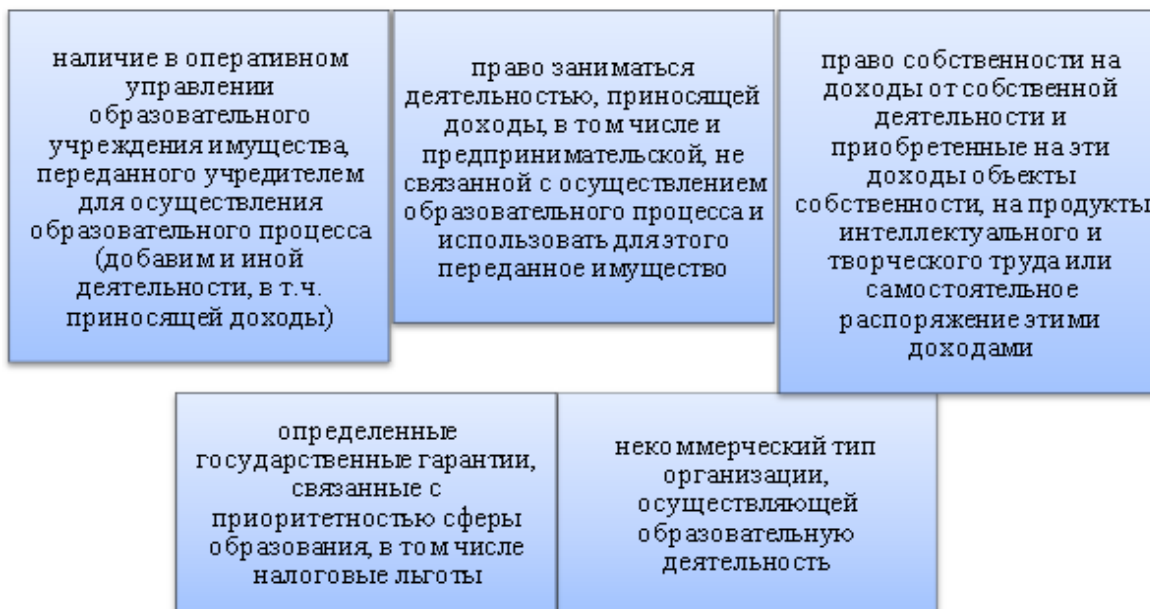 наличие в оперативном
управлении
образовательного
учреждения имущества,
переданного учредителем
для осуществления
образовательного процесса
(добавим и иной
деятельности, в т.ч.
приносящей доходы)
право заниматься
деятельностью, приносящей
доходы, в том числе и
предпринимательской, не
связанной с осуществлением
образовательного процесса и
использовать для этого
переданное имущество
право собственности на
доходы от собственной
деятельности и
приобретенные на эти
доходы объекты
собственности, на продукты
интеллектуального и
творческого труда или
самостоятельное
распоряжение этими
доходами
определенные
государственные гарантии,
связанные с
приоритетностью сферы
образования, в том числе
налоговые льготы
некоммерческий тип
организации,
осуществляющей
образовательную
деятельность